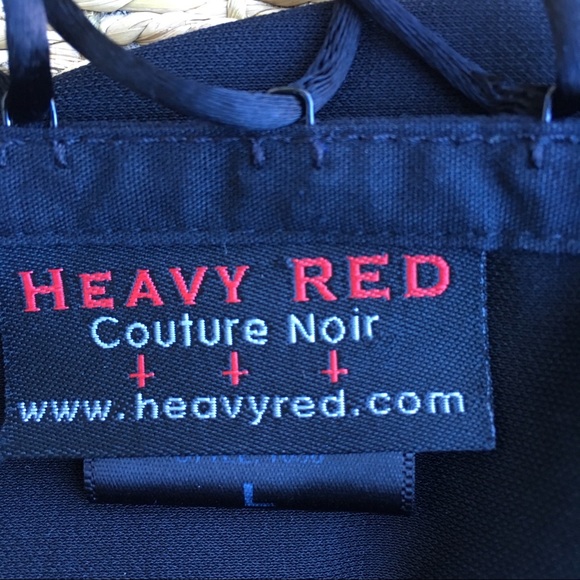 HEAVY RED
Couture Noir
www.heavyred.com
L